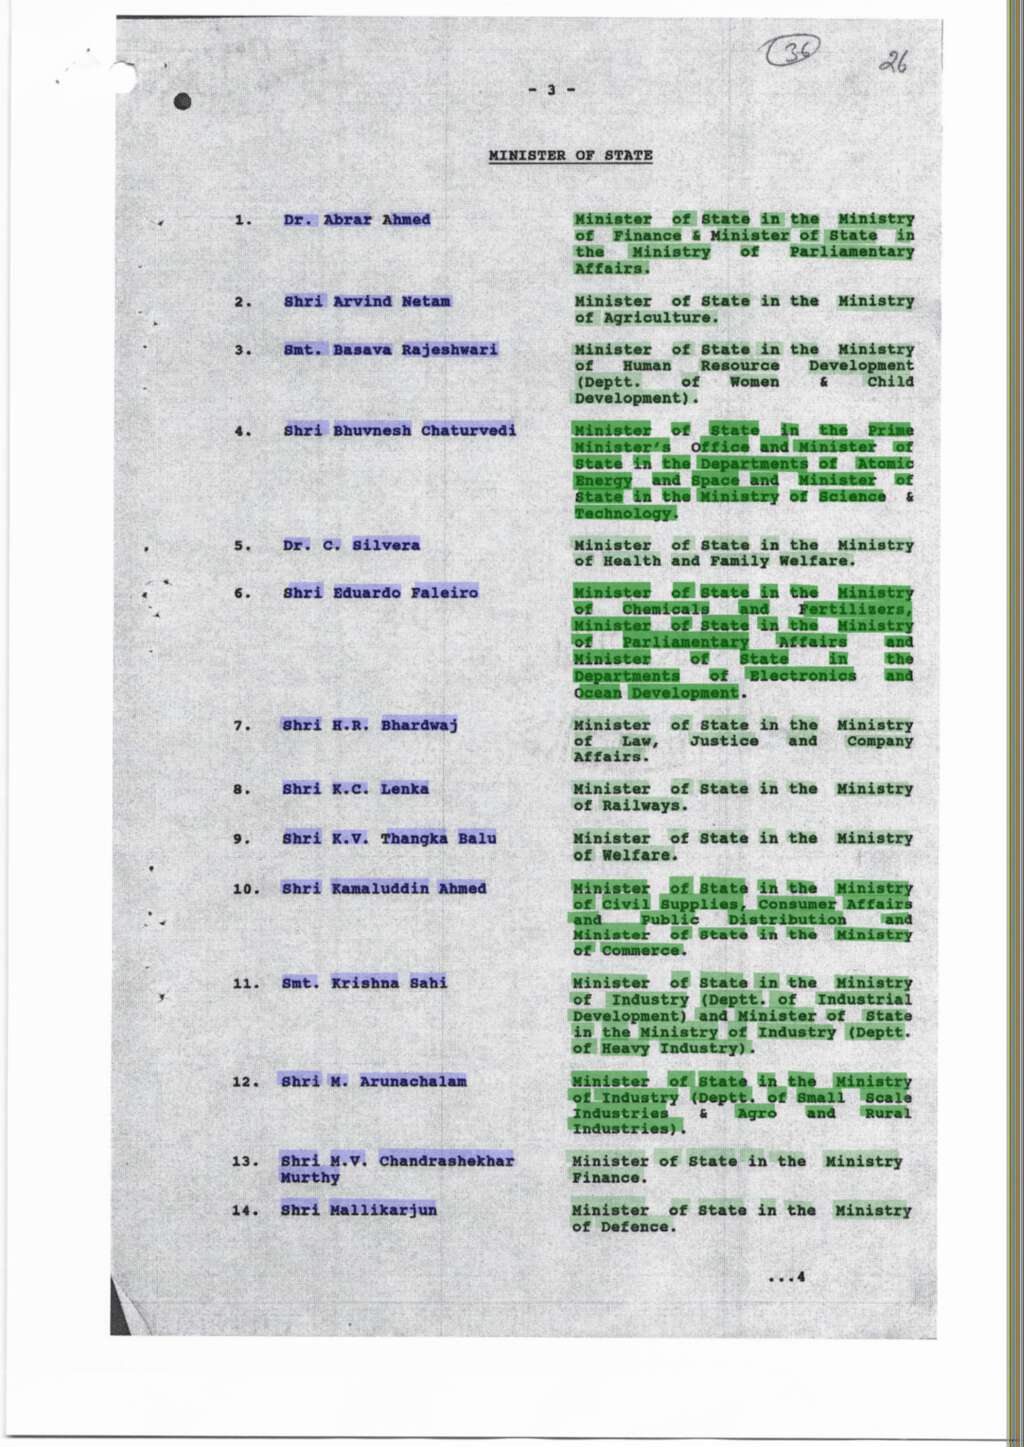 36 26
- 3 -
MINISTER OF STATE
1. Dr. Abrar Ahmed Minister of State in the Ministry
of Finance & Minister of State in
the Ministry of Parliamentary
Affairs.
2. Shri Arvind Netam Minister of State in the Ministry
of Agriculture.
3. Smt. Basava Rajeshwari Minister of State in the Ministry
of Human Resource Development
(Deptt. of Women & Child
Development).
4. Shri Bhuvnesh Chaturvedi Minister of State in the Prime
Minister's Office and Minister of
State in the Departments of Atomic
Energy and Space and Minister of
State in the Ministry of Science &
Technology.
5. Dr. C. Silvera Minister of State in the Ministry
of Health and Family Welfare.
6. Shri Eduardo Faleiro Minister of State in the Ministry
of Chemicals and Fertilizers,
Minister of State in the Ministry
of Parliamentary Affairs and
Minister of State in the
Departments of Electronics and
Ocean Development.
7. Shri H.R. Bhardwaj Minister of State in the Ministry
of Law, Justice and Company
Affairs.
8. Shri K.C. Lenka Minister of State in the Ministry
of Railways.
9. Shri K.V. Thangka Balu Minister of State in the Ministry
of Welfare.
10. Shri Kamaluddin Ahmed Minister of State in the Ministry
of Civil Supplies, Consumer Affairs
and Public Distribution and
Minister of State in the Ministry
of Commerce.
11. Smt. Krishna Sahi Minister of State in the Ministry
of Industry (Deptt. of Industrial
Development) and Minister of State
in the Ministry of Industry (Deptt.
of Heavy Industry).
12. Shri M. Arunachalam Minister of State in the Ministry
of Industry (Deptt. of Small Scale
Industries & Agro and Rural
Industries).
13. Shri M.V. Chandrashekhar Minister of State in the Ministry
Murthy Finance.
14. Shri Mallikarjun Minister of State in the Ministry
of Defence.
...4